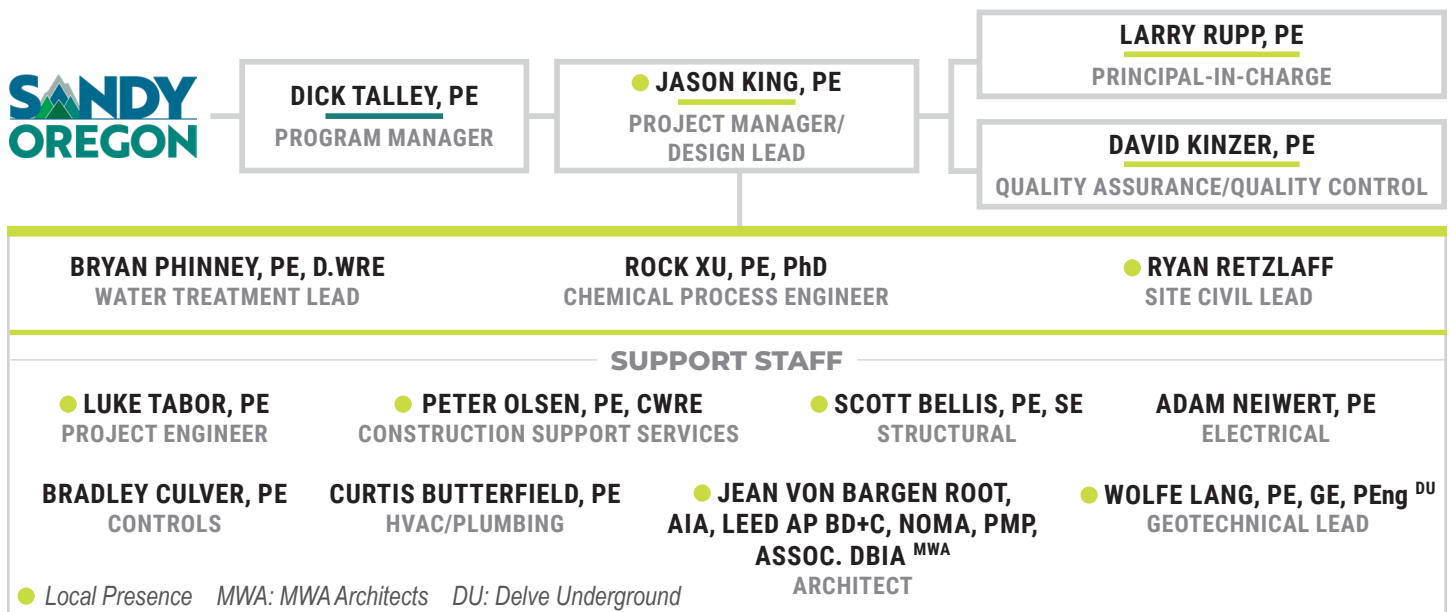 SANDY
OREGON
DICK TALLEY, PE
PROGRAM MANAGER
JASON KING, PE
PROJECT MANAGER/
DESIGN LEAD
LARRY RUPP, PE
PRINCIPAL-IN-CHARGE
DAVID KINZER, PE
QUALITY ASSURANCE/QUALITY CONTROL
BRYAN PHINNEY, PE, D.WRE
WATER TREATMENT LEAD
ROCK XU, PE, PhD
CHEMICAL PROCESS ENGINEER
RYAN RETZLAFF
SITE CIVIL LEAD
SUPPORT STAFF
LUKE TABOR, PE
PROJECT ENGINEER
PETER OLSEN, PE, CWRE
CONSTRUCTION SUPPORT SERVICES
SCOTT BELLIS, PE, SE
STRUCTURAL
ADAM NEIWERT, PE
ELECTRICAL
BRADLEY CULVER, PE
CONTROLS
CURTIS BUTTERFIELD, PE
HVAC/PLUMBING
JEAN VON BARGEN ROOT,
AIA, LEED AP BD+C, NOMA, PMP,
ASSOC. DBIA MWA
ARCHITECT
WOLFE LANG, PE, GE, PEng DU
GEOTECHNICAL LEAD
Local Presence MWA: MWA Architects DU: Delve Underground